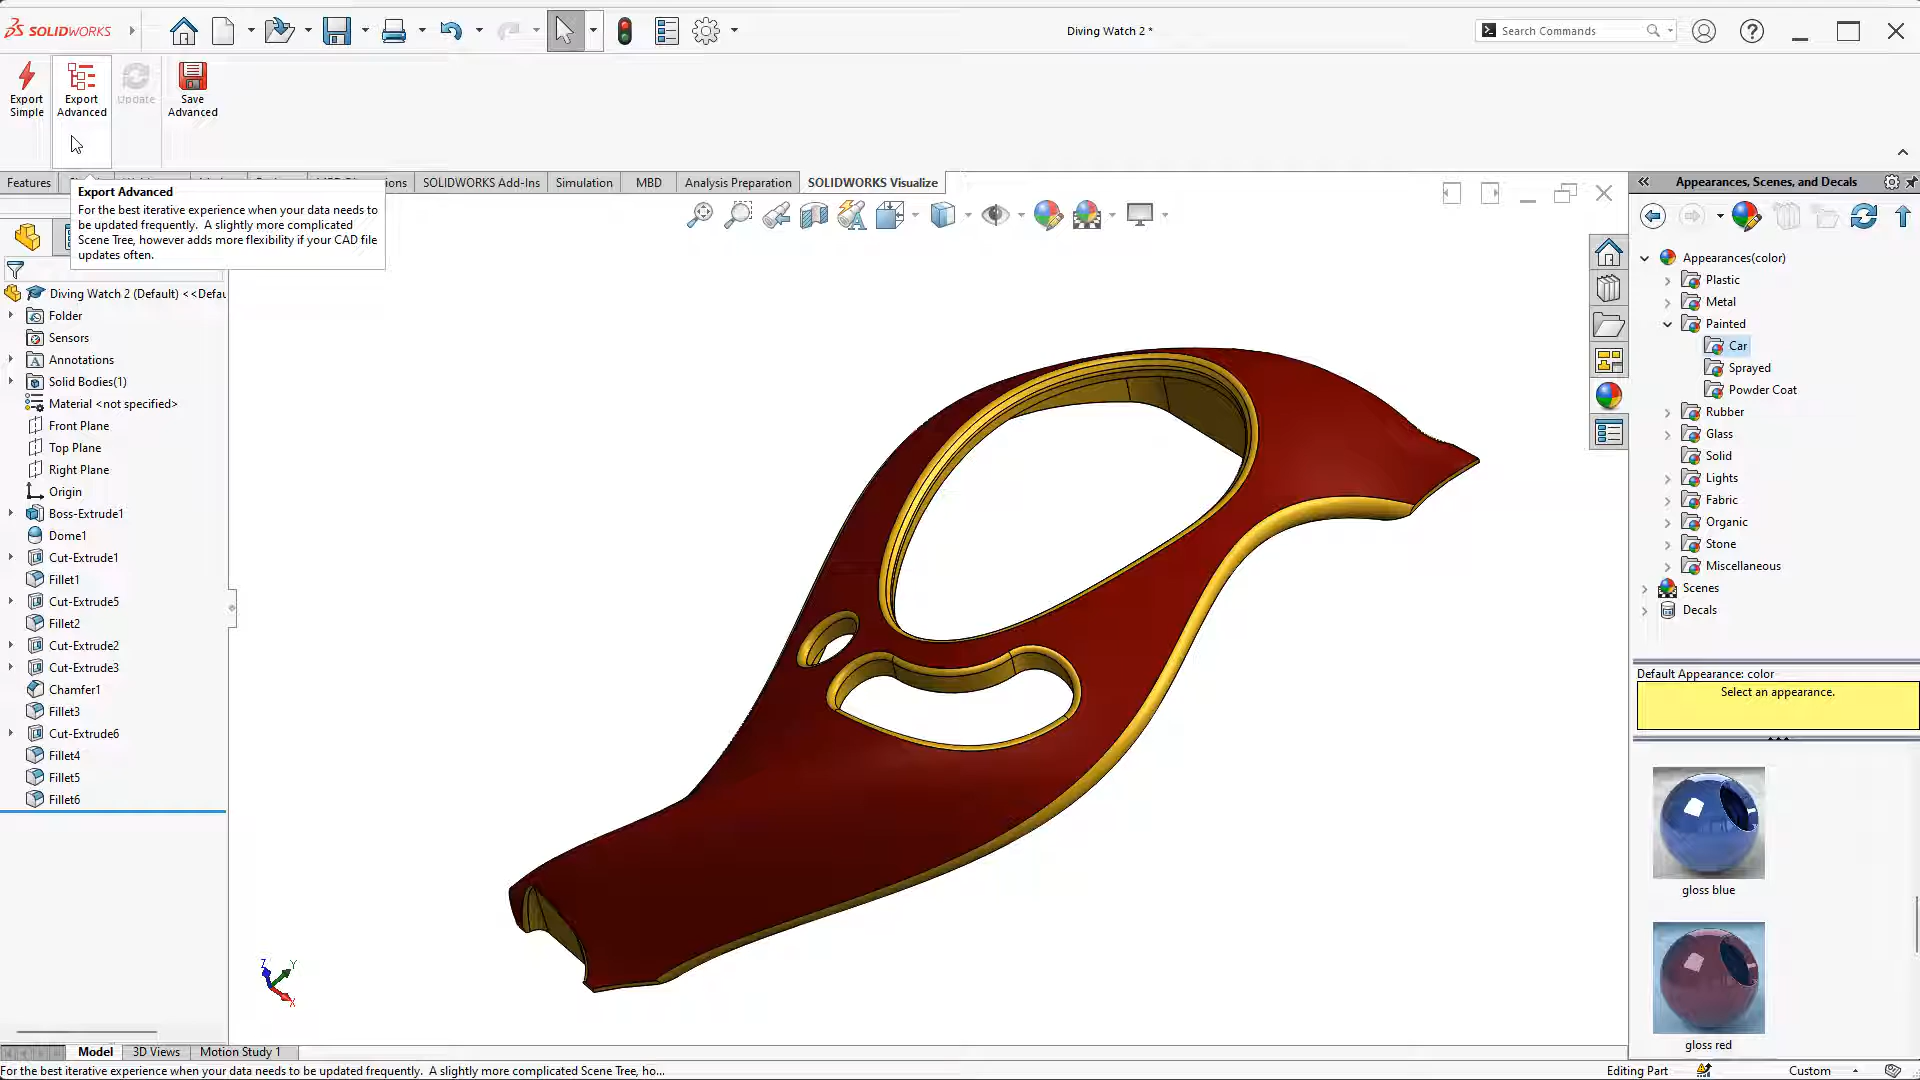 SOLIDWORKS
Diving Watch 2 *
Search Commands
Export Simple
Export Advanced
Update
Save Advanced
Features
MBD
ensions
SOLIDWORKS Add-Ins
Simulation
MBD
Analysis Preparation
SOLIDWORKS Visualize
Export Advanced
For the best iterative experience when your data needs to
be updated frequently. A slightly more complicated
Scene Tree, however adds more flexibility if your CAD file
updates often.
Diving Watch 2 (Default) <<Defau
Folder
Sensors
Annotations
Solid Bodies(1)
Material <not specified>
Front Plane
Top Plane
Right Plane
Origin
Boss-Extrude1
Dome1
Cut-Extrude1
Fillet1
Cut-Extrude5
Fillet2
Cut-Extrude2
Cut-Extrude3
Chamfer1
Fillet3
Cut-Extrude6
Fillet4
Fillet5
Fillet6
Z
Y
X
Appearances, Scenes, and Decals
Appearances(color)
Plastic
Metal
Painted
Car
Sprayed
Powder Coat
Rubber
Glass
Solid
Lights
Fabric
Organic
Stone
Miscellaneous
Scenes
Decals
Default Appearance: color
Select an appearance.
gloss blue
gloss red
Model
3D Views
Motion Study 1
For the best iterative experience when your data needs to be updated frequently. A slightly more complicated Scene Tree, ho...
Editing Part
Custom